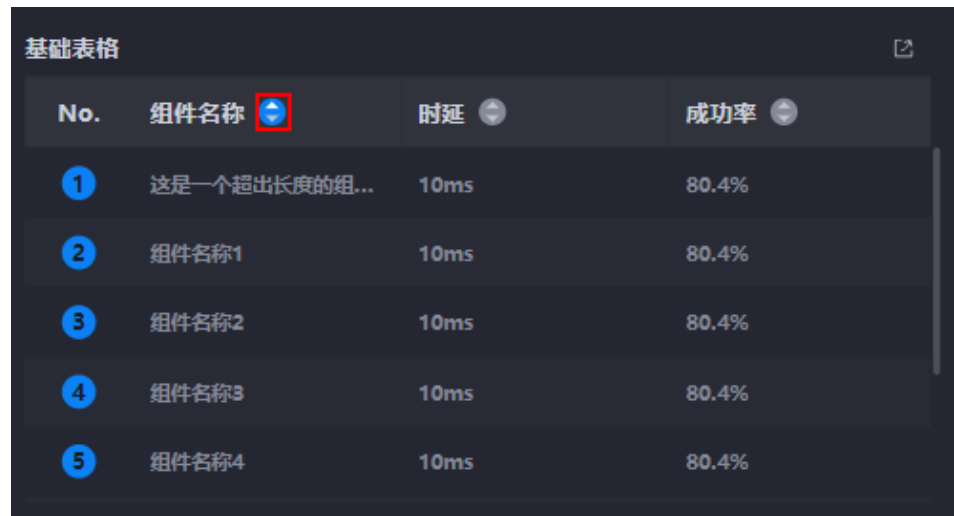 基础表格
No. 组件名称 时延 成功率
1 这是一个超出长度的组... 10ms 80.4%
2 组件名称1 10ms 80.4%
3 组件名称2 10ms 80.4%
4 组件名称3 10ms 80.4%
5 组件名称4 10ms 80.4%